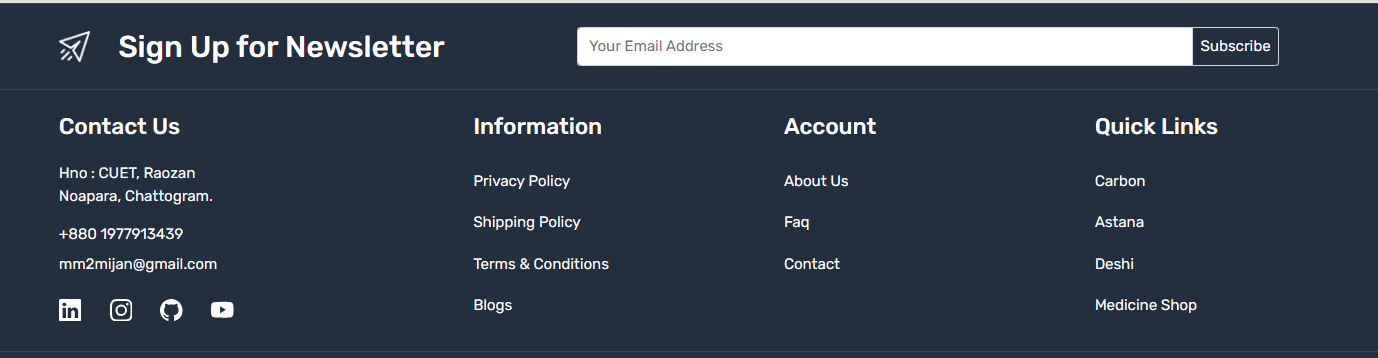 Sign Up for Newsletter
Your Email Address
Subscribe
Contact Us
Hno : CUET, Raozan
Noapara, Chattogram.
+880 1977913439
mm2mijan@gmail.com
in
Information
Privacy Policy
Shipping Policy
Terms & Conditions
Blogs
Account
About Us
Faq
Contact
Quick Links
Carbon
Astana
Deshi
Medicine Shop